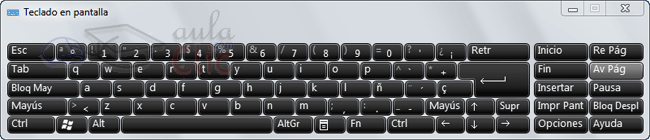 Teclado en pantalla
aula
Clic
Esc ª º \ ! 1 " 2 · 3 $ 4 % 5 & 6 / 7 ( 8 ) 9 = 0 ? ' ¿ ¡ Retr Inicio Re Pág
Tab q w e r t y u i o p ^ ` * + Fin Av Pág
Bloq May a s d f g h j k l ñ ¨ ´ ç Insertar Pausa
Mayús > < z x c v b n m ; , : . _ - Mayús ↑ Supr Impr Pant Bloq Despl
Ctrl Alt AltGr Fn Ctrl ← ↓ → Opciones Ayuda